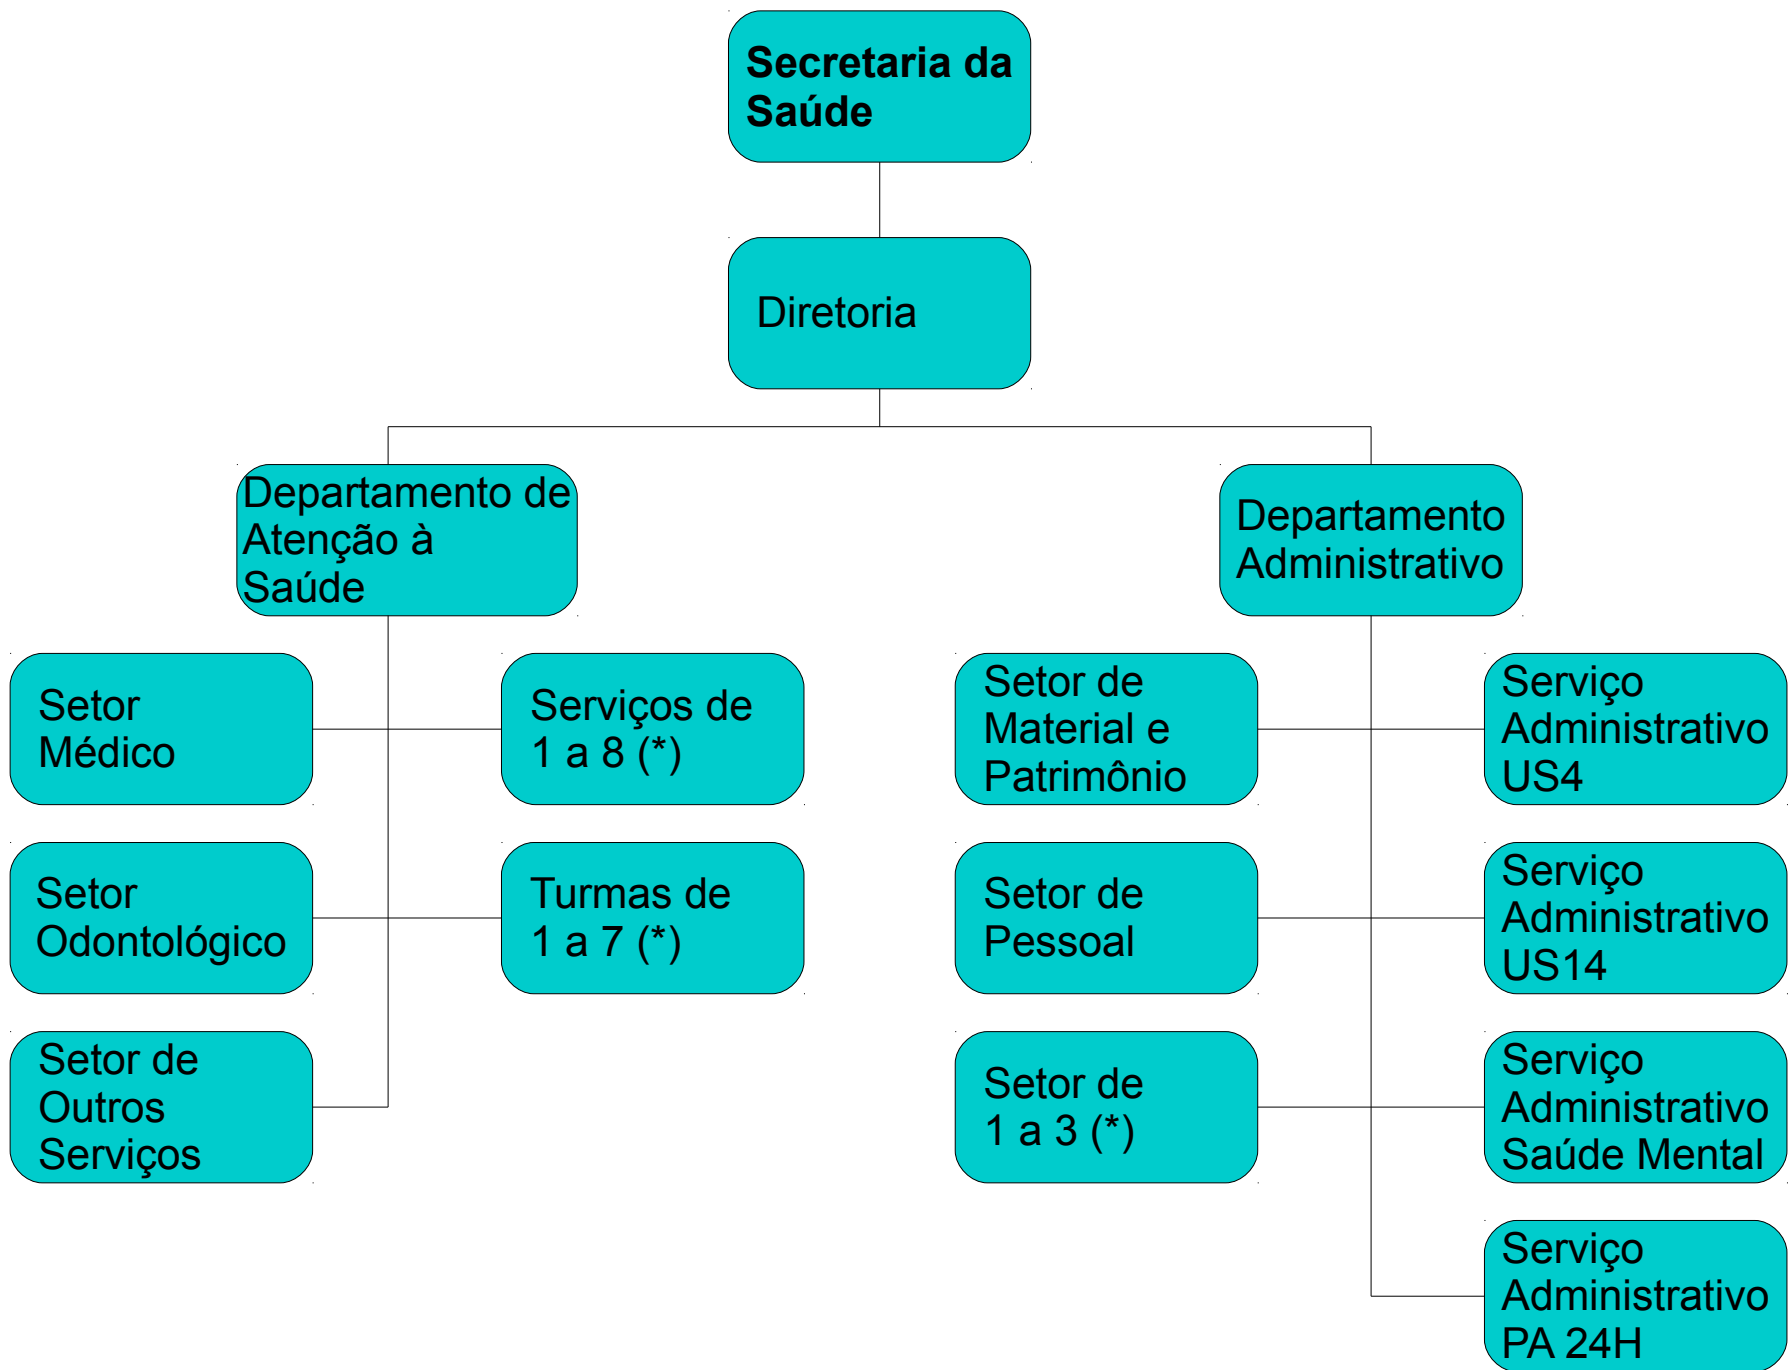 Secretaria da
Saúde
Diretoria
Departamento de
Atenção à
Saúde
Departamento
Administrativo
Setor
Médico
Serviços de
1 a 8 (*)
Setor de
Material e
Patrimônio
Serviço
Administrativo
US4
Setor
Odontológico
Turmas de
1 a 7 (*)
Setor de
Pessoal
Serviço
Administrativo
US14
Setor de
Outros
Serviços
Setor de
1 a 3 (*)
Serviço
Administrativo
Saúde Mental
Serviço
Administrativo
PA 24H